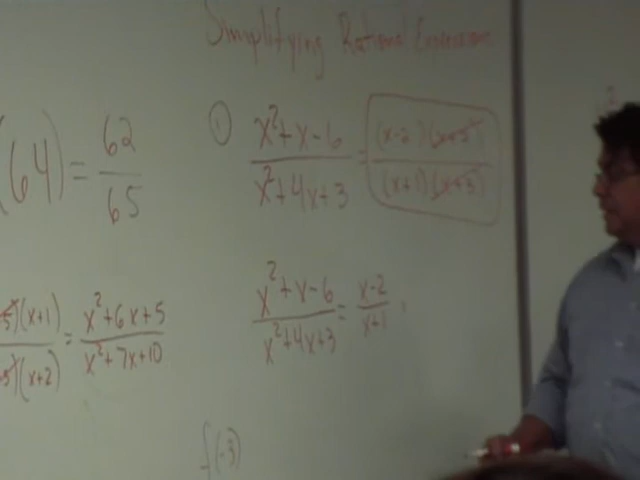 Simplifying Rational Expressions
(64) = 62/65
① (x²+x-6)/(x²+4x+3) = ((x-2)(x+3))/((x+1)(x+3))
5)(x+1)/+5)(x+2) = (x²+6x+5)/(x²+7x+10)
(x²+x-6)/(x²+4x+3) = (x-2)/(x+1)
f(-3)